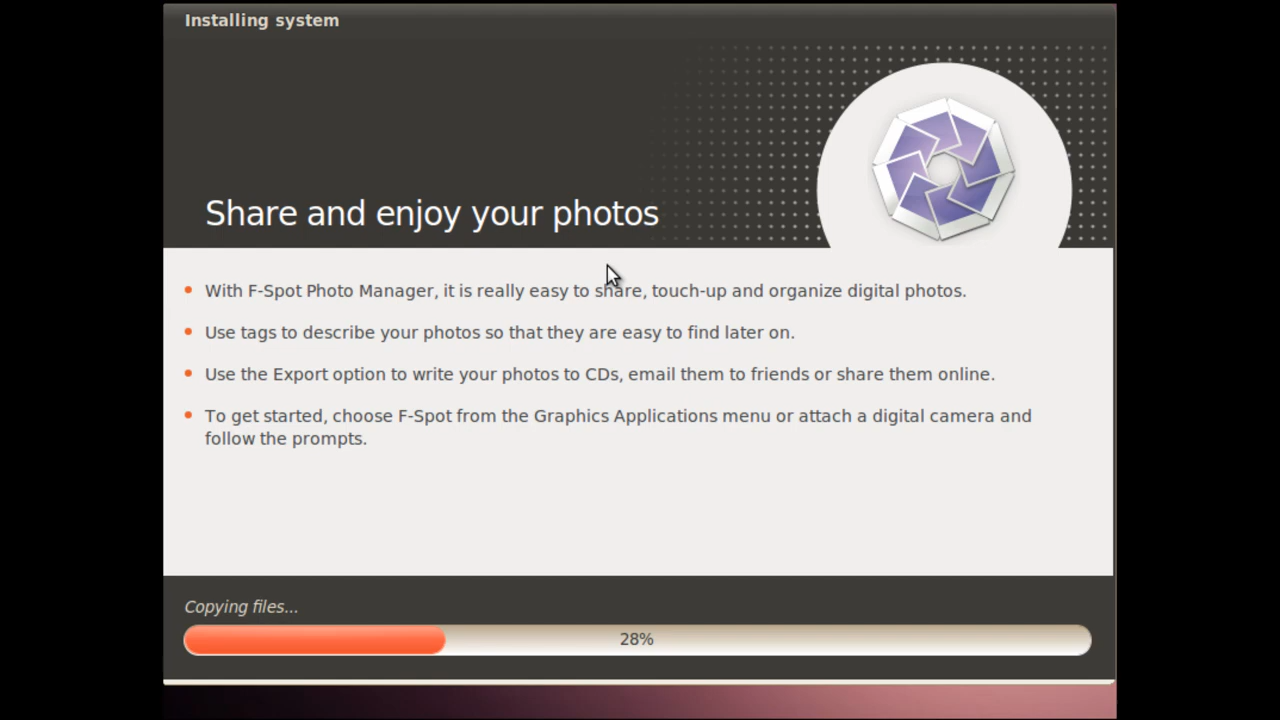 Installing system
Share and enjoy your photos
With F-Spot Photo Manager, it is really easy to share, touch-up and organize digital photos.
Use tags to describe your photos so that they are easy to find later on.
Use the Export option to write your photos to CDs, email them to friends or share them online.
To get started, choose F-Spot from the Graphics Applications menu or attach a digital camera and
follow the prompts.
Copying files...
28%